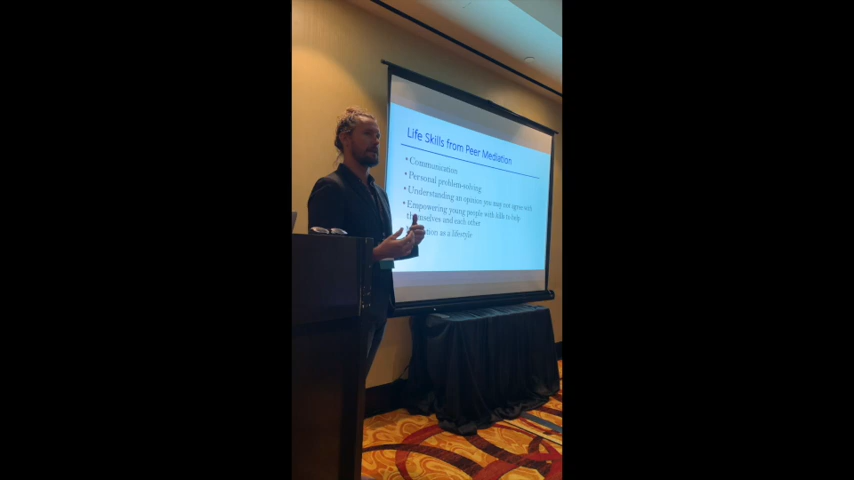 Life Skills from Peer Mediation
• Communication
• Personal problem-solving
• Understanding an opinion you may not agree with
• Empowering young people with skills to help
themselves and each other
as a lifestyle